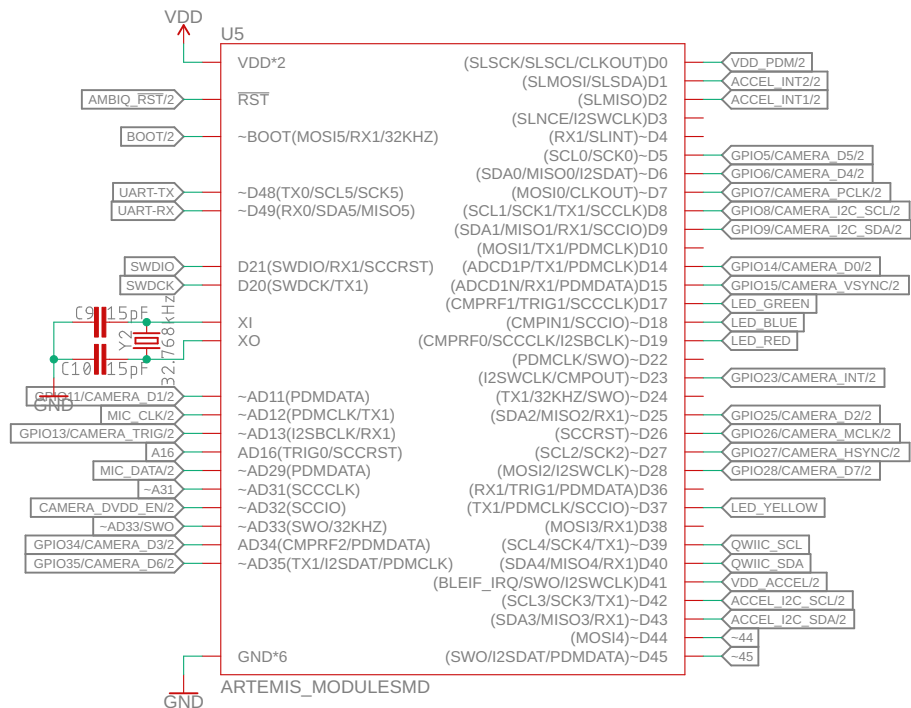 VDD
U5
VDD*2
(SLSCK/SLSCL/CLKOUT)D0
VDD_PDM/2
(SLMOSI/SLSDA)D1
ACCEL_INT2/2
AMBIQ_RST/2
RST
(SLMISO)D2
ACCEL_INT1/2
(SLNCE/I2SWCLK)D3
BOOT/2
~BOOT(MOSI5/RX1/32KHZ)
(RX1/SLINT)~D4
(SCL0/SCK0)~D5
GPIO5/CAMERA_D5/2
(SDA0/MISO0/I2SDAT)~D6
GPIO6/CAMERA_D4/2
UART-TX
~D48(TX0/SCL5/SCK5)
(MOSI0/CLKOUT)~D7
GPIO7/CAMERA_PCLK/2
UART-RX
~D49(RX0/SDA5/MISO5)
(SCL1/SCK1/TX1/SCCLK)D8
GPIO8/CAMERA_I2C_SCL/2
(SDA1/MISO1/RX1/SCCIO)D9
GPIO9/CAMERA_I2C_SDA/2
(MOSI1/TX1/PDMCLK)D10
SWDIO
D21(SWDIO/RX1/SCCRST)
(ADCD1P/TX1/PDMCLK)D14
GPIO14/CAMERA_D0/2
SWDCK
D20(SWDCK/TX1)
(ADCD1N/RX1/PDMDATA)D15
GPIO15/CAMERA_VSYNC/2
(CMPRF1/TRIG1/SCCCLK)D17
LED_GREEN
C9
15pF
XI
(CMPIN1/SCCIO)~D18
LED_BLUE
Y2
32.768kHz
XO
(CMPRF0/SCCCLK/I2SBCLK)~D19
LED_RED
(PDMCLK/SWO)~D22
C10
15pF
(I2SWCLK/CMPOUT)~D23
GPIO23/CAMERA_INT/2
GPIO11/CAMERA_D1/2
GND
~AD11(PDMDATA)
(TX1/32KHZ/SWO)~D24
MIC_CLK/2
~AD12(PDMCLK/TX1)
(SDA2/MISO2/RX1)~D25
GPIO25/CAMERA_D2/2
GPIO13/CAMERA_TRIG/2
~AD13(I2SBCLK/RX1)
(SCCRST)~D26
GPIO26/CAMERA_MCLK/2
A16
AD16(TRIG0/SCCRST)
(SCL2/SCK2)~D27
GPIO27/CAMERA_HSYNC/2
MIC_DATA/2
~AD29(PDMDATA)
(MOSI2/I2SWCLK)~D28
GPIO28/CAMERA_D7/2
~A31
~AD31(SCCCLK)
(RX1/TRIG1/PDMDATA)D36
CAMERA_DVDD_EN/2
~AD32(SCCIO)
(TX1/PDMCLK/SCCIO)~D37
LED_YELLOW
~AD33/SWO
~AD33(SWO/32KHZ)
(MOSI3/RX1)D38
GPIO34/CAMERA_D3/2
AD34(CMPRF2/PDMDATA)
(SCL4/SCK4/TX1)~D39
QWIIC_SCL
GPIO35/CAMERA_D6/2
~AD35(TX1/I2SDAT/PDMCLK)
(SDA4/MISO4/RX1)D40
QWIIC_SDA
(BLEIF_IRQ/SWO/I2SWCLK)D41
VDD_ACCEL/2
(SCL3/SCK3/TX1)~D42
ACCEL_I2C_SCL/2
(SDA3/MISO3/RX1)~D43
ACCEL_I2C_SDA/2
(MOSI4)~D44
~44
GND*6
(SWO/I2SDAT/PDMDATA)~D45
~45
GND
ARTEMIS_MODULESMD